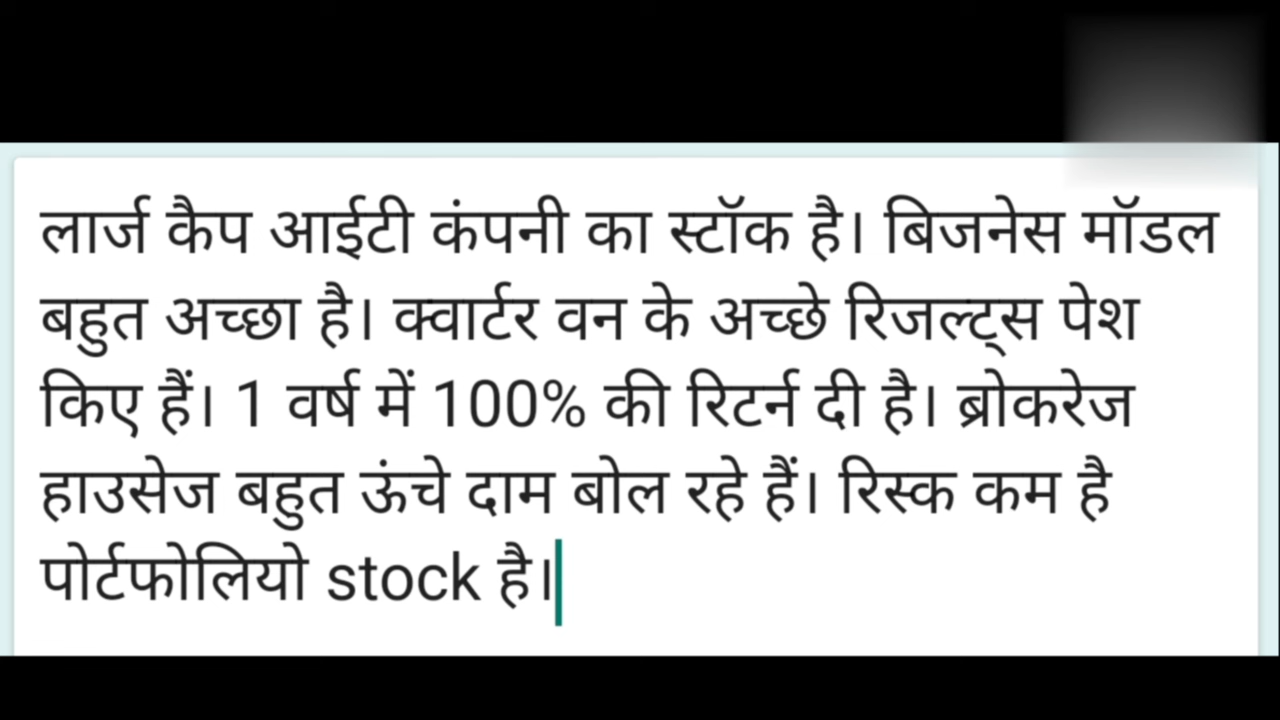 लार्ज कैप आईटी कंपनी का स्टॉक है। बिजनेस मॉडल
बहुत अच्छा है। क्वार्टर वन के अच्छे रिजल्ट्स पेश
किए हैं। 1 वर्ष में 100% की रिटर्न दी है। ब्रोकरेज
हाउसेज बहुत ऊंचे दाम बोल रहे हैं। रिस्क कम है
पोर्टफोलियो stock है।